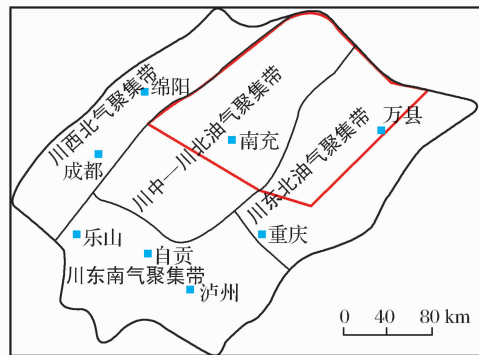 绵阳
川西北气聚集带
成都
川中—川北油气聚集带
南充
万县
川东北油气聚集带
乐山
自贡
重庆
川东南气聚集带
泸州
0 40 80 km